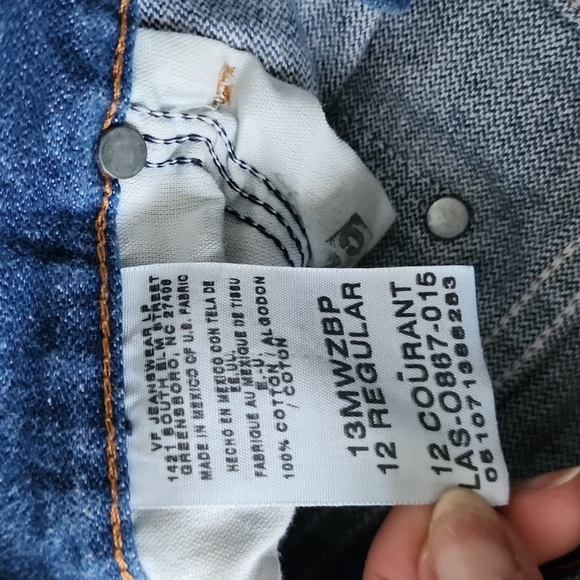 VF JEANSWEAR LP
1421 SOUTH ELM STREET
GREENSBORO, NC 27406
MADE IN MEXICO OF U.S. FABRIC
HECHO EN MÉXICO CON TELA DE
EE.UU.
FABRIQUE AU MEXIQUE DE TISSU
É.-U.
100% COTTON / ALGODON
/ COTON
13MWZBP
12 REGULAR
12 COURANT
LAS-O867-015